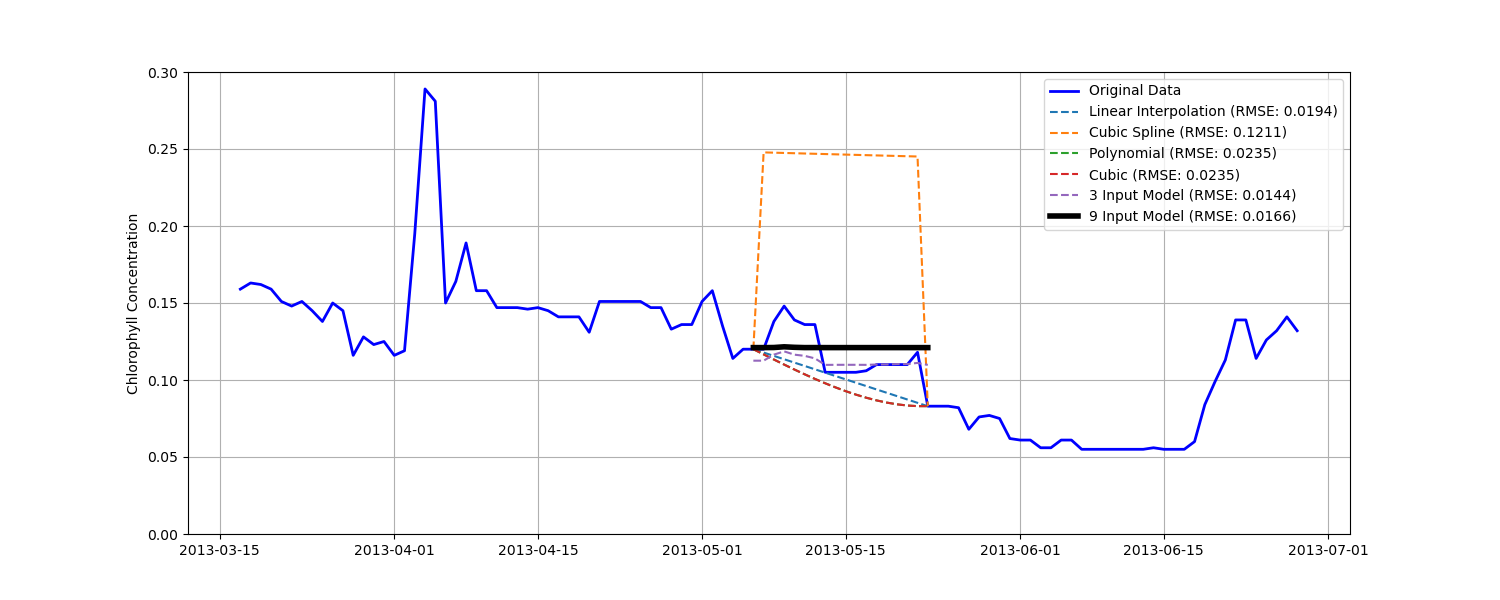 0.30
0.25
0.20
0.15
0.10
0.05
0.00
Chlorophyll Concentration
2013-03-15
2013-04-01
2013-04-15
2013-05-01
2013-05-15
2013-06-01
2013-06-15
2013-07-01
Original Data
Linear Interpolation (RMSE: 0.0194)
Cubic Spline (RMSE: 0.1211)
Polynomial (RMSE: 0.0235)
Cubic (RMSE: 0.0235)
3 Input Model (RMSE: 0.0144)
9 Input Model (RMSE: 0.0166)